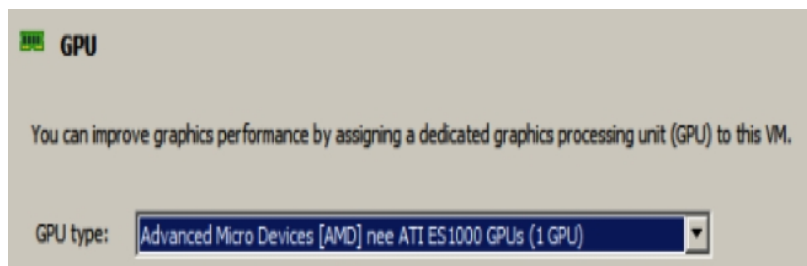 GPU
You can improve graphics performance by assigning a dedicated graphics processing unit (GPU) to this VM.
GPU type: Advanced Micro Devices [AMD] nee ATI ES1000 GPUs (1 GPU)